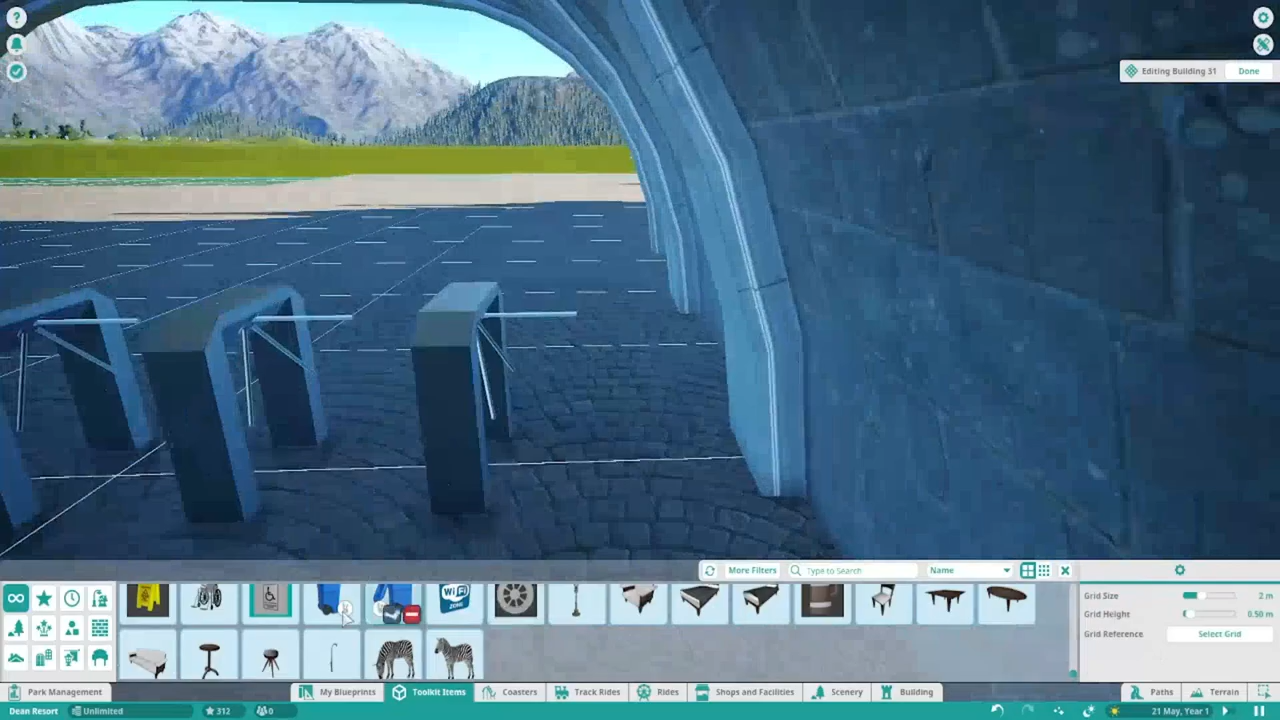 Editing Building 31 Done
More Filters Type to Search Name
WiFi
ZONE
Grid Size 2 m
Grid Height 0.50 m
Grid Reference Select Grid
Park Management My Blueprints Toolkit Items Coasters Track Rides Rides Shops and Facilities Scenery Building Paths Terrain
Dean Resort Unlimited 312 0 21 May, Year 1